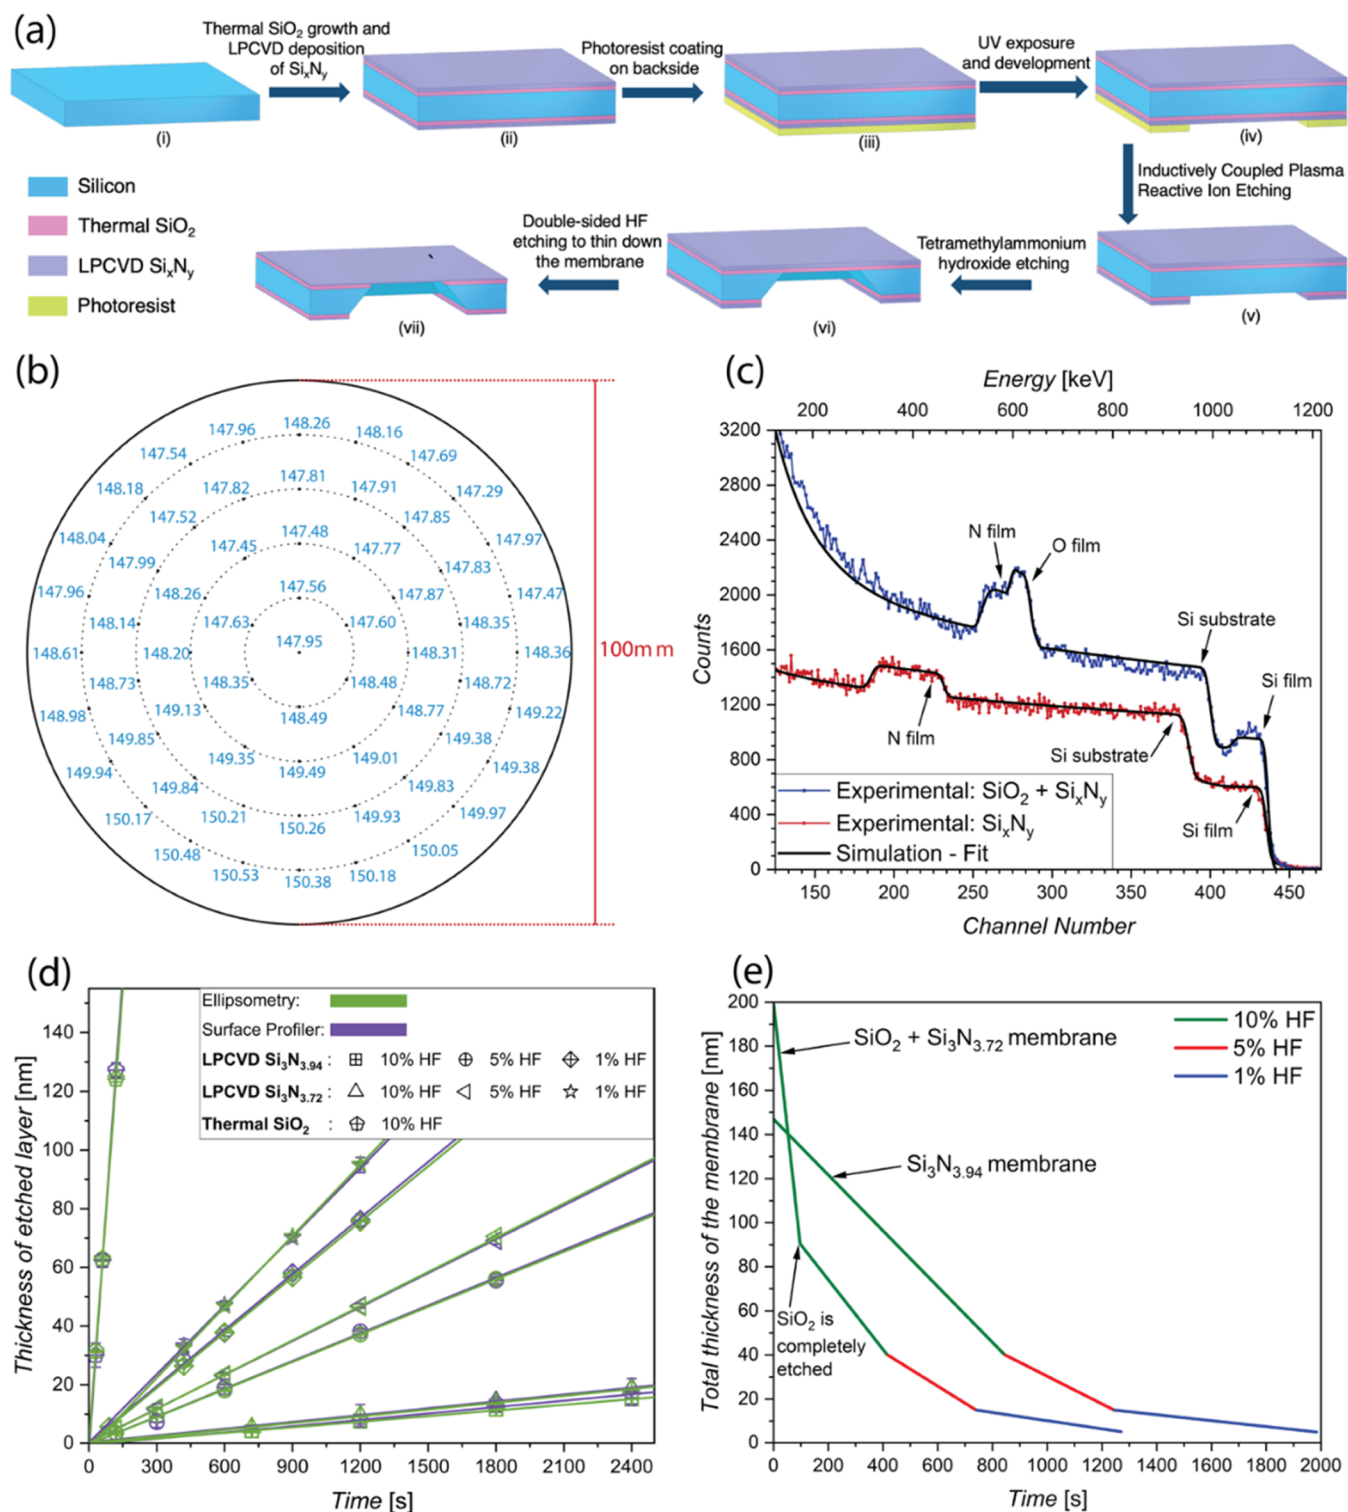 (a)
Thermal SiO₂ growth and
LPCVD deposition
of SiₓNᵧ
Photoresist coating
on backside
UV exposure
and development
(i)
(ii)
(iii)
(iv)
Silicon
Thermal SiO₂
LPCVD SiₓNᵧ
Photoresist
Inductively Coupled Plasma
Reactive Ion Etching
Double-sided HF
etching to thin down
the membrane
Tetramethylammonium
hydroxide etching
(vii)
(vi)
(v)
(b)
148.26
147.96 148.16
147.54 147.69
147.81
148.18 147.82 147.91 147.29
147.52 147.85
148.04 147.48 147.97
147.45 147.77
147.99 147.83
147.96 148.26 147.56 147.87 147.47
148.14 147.63 147.60 148.35
148.61 148.20 147.95 148.31 148.36
100mm
148.73 148.35 148.48 148.72
148.98 149.13 148.49 148.77 149.22
149.85 149.38
149.94 149.35 149.49 149.01 149.38
149.84 149.83
150.17 150.21 150.26 149.93 149.97
150.48 150.05
150.53 150.38 150.18
(c)
Energy [keV]
200 400 600 800 1000 1200
3200
2800
2400
2000
1600
1200
800
400
0
Counts
N film
O film
Si substrate
Si film
N film
Si substrate
Si film
Experimental: SiO₂ + SiₓNᵧ
Experimental: SiₓNᵧ
Simulation - Fit
150 200 250 300 350 400 450
Channel Number
(d)
Ellipsometry:
Surface Profiler:
LPCVD Si₃N₃.₉₄ : 10% HF 5% HF 1% HF
LPCVD Si₃N₃.₇₂ : 10% HF 5% HF 1% HF
Thermal SiO₂ : 10% HF
140
120
100
80
60
40
20
0
Thickness of etched layer [nm]
0 300 600 900 1200 1500 1800 2100 2400
Time [s]
(e)
200
180
160
140
120
100
80
60
40
20
0
Total thickness of the membrane [nm]
SiO₂ + Si₃N₃.₇₂ membrane
10% HF
5% HF
1% HF
Si₃N₃.₉₄ membrane
SiO₂ is
completely
etched
0 200 400 600 800 1000 1200 1400 1600 1800 2000
Time [s]